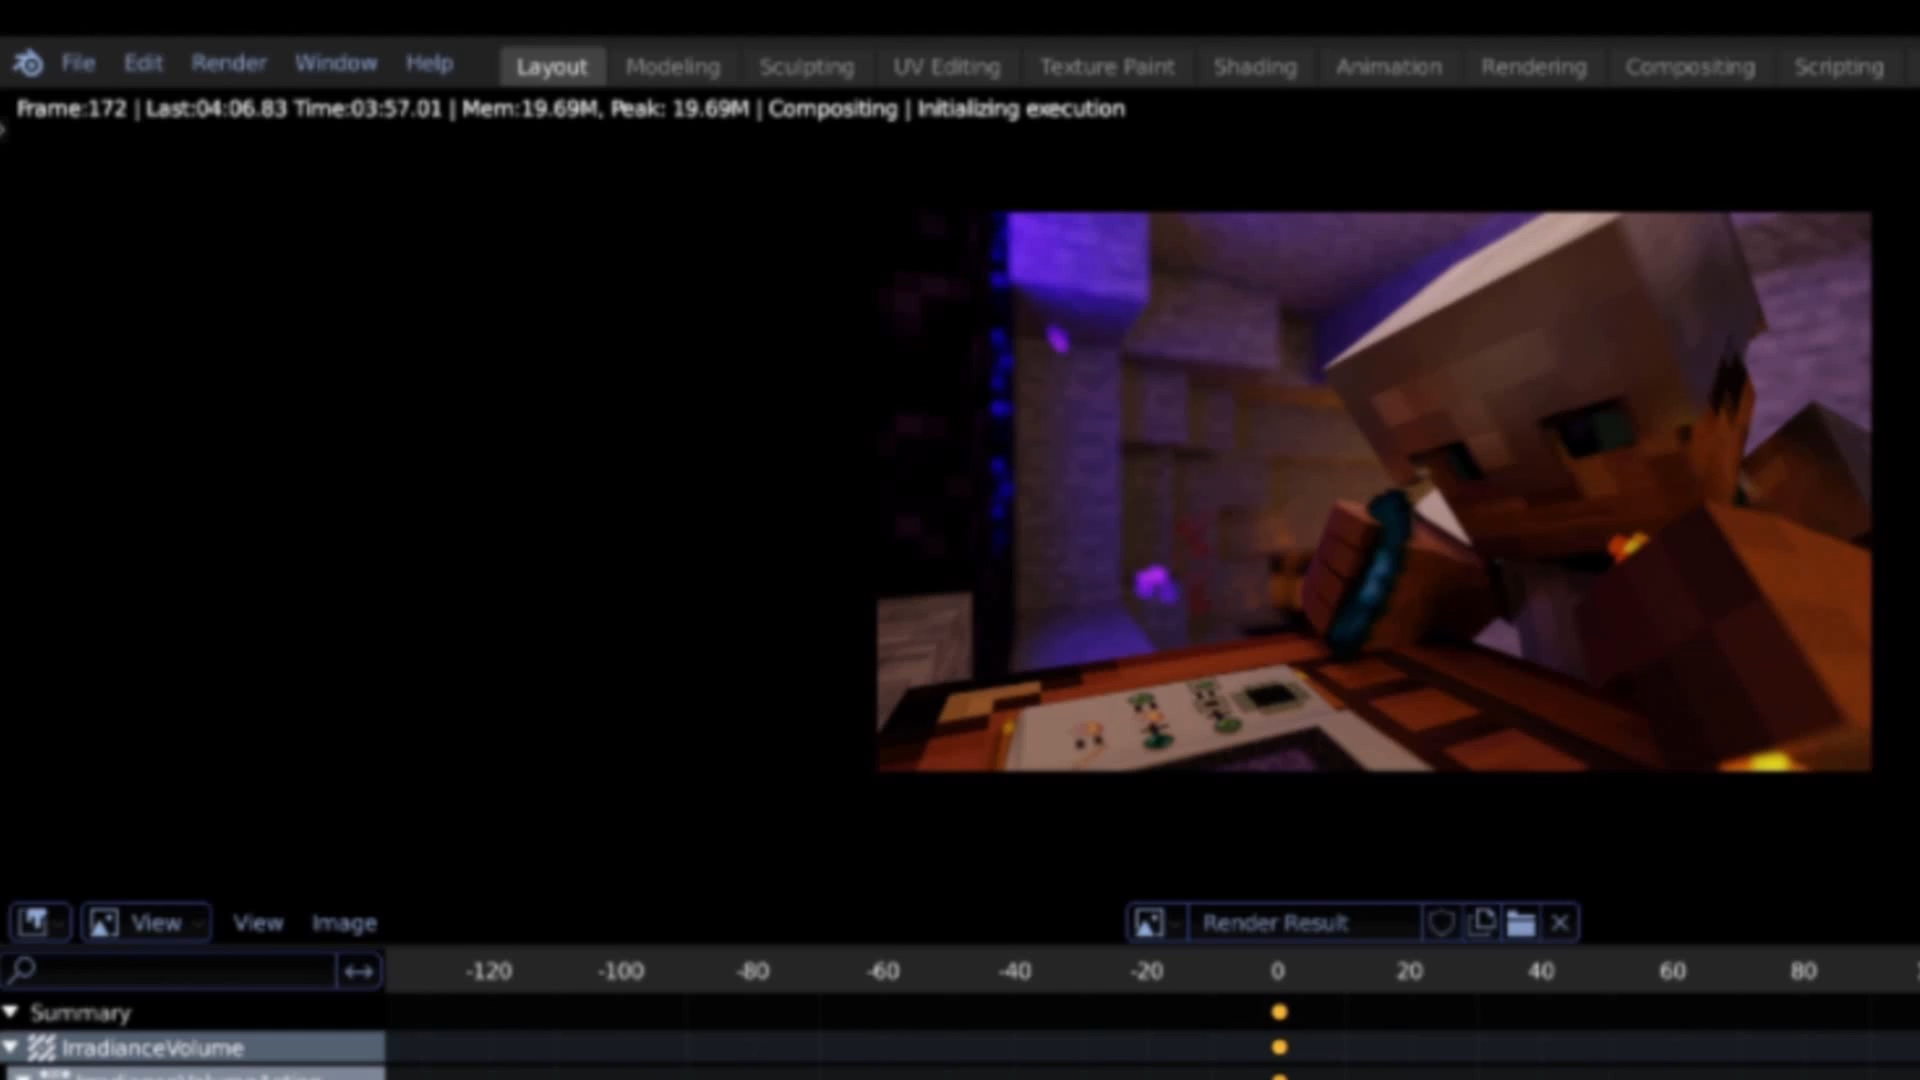 File Edit Render Window Help Layout Modeling Sculpting UV Editing Texture Paint Shading Animation Rendering Compositing Scripting
Frame:172 | Last:04:06.83 Time:03:57.01 | Mem:19.69M, Peak: 19.69M | Compositing | Initializing execution
View View Image Render Result
-120 -100 -80 -60 -40 -20 0 20 40 60 80
Summary
IrradianceVolume